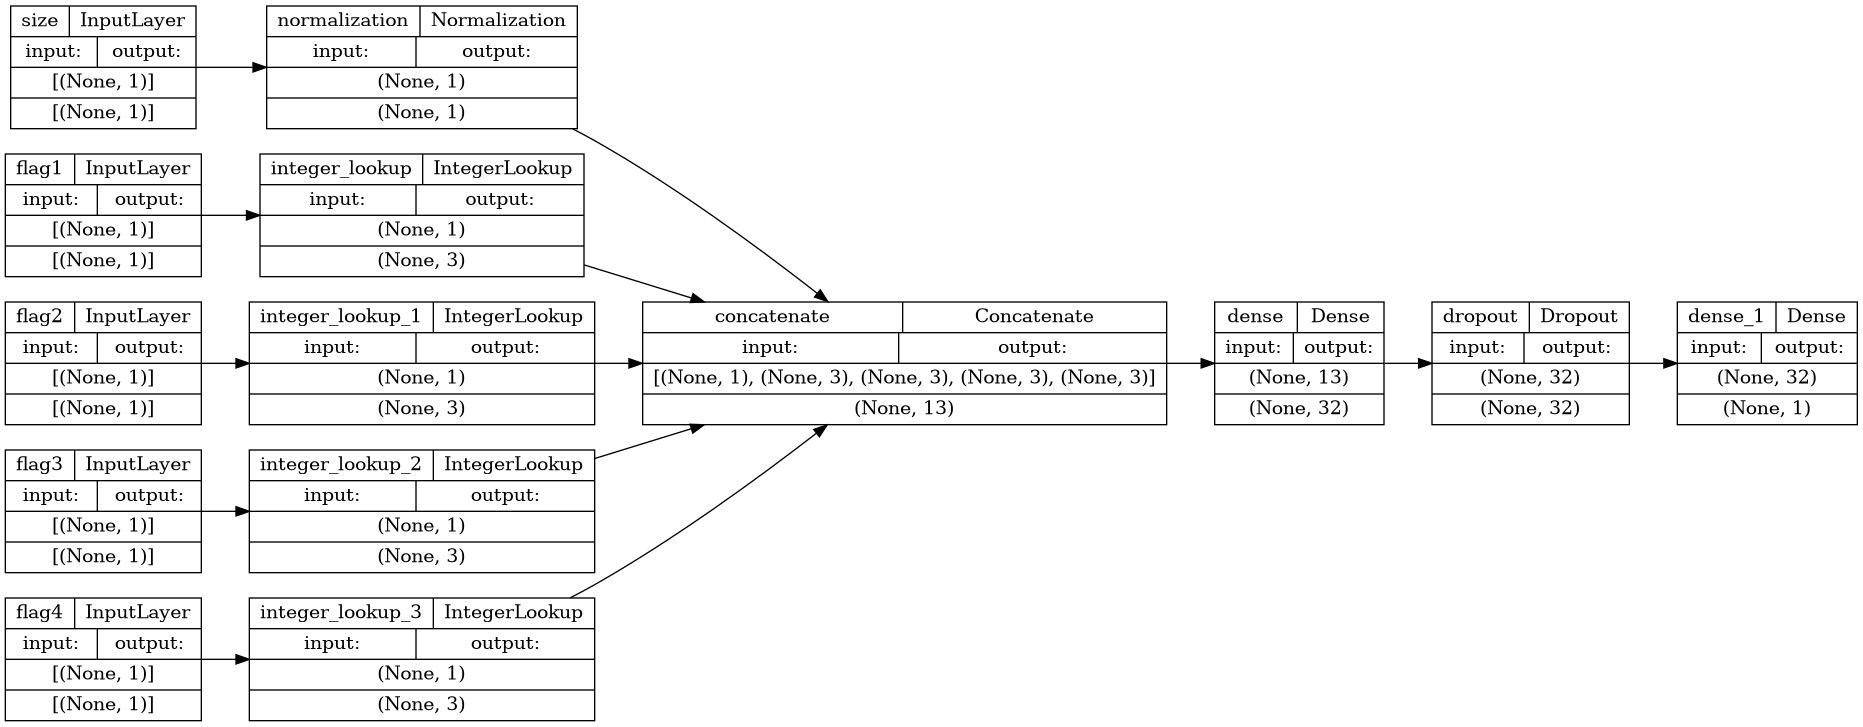 size InputLayer
input: output:
[(None, 1)]
[(None, 1)]
normalization Normalization
input: output:
(None, 1)
(None, 1)
flag1 InputLayer
input: output:
[(None, 1)]
[(None, 1)]
integer_lookup IntegerLookup
input: output:
(None, 1)
(None, 3)
flag2 InputLayer
input: output:
[(None, 1)]
[(None, 1)]
integer_lookup_1 IntegerLookup
input: output:
(None, 1)
(None, 3)
concatenate Concatenate
input: output:
[(None, 1), (None, 3), (None, 3), (None, 3), (None, 3)]
(None, 13)
dense Dense
input: output:
(None, 13)
(None, 32)
dropout Dropout
input: output:
(None, 32)
(None, 32)
dense_1 Dense
input: output:
(None, 32)
(None, 1)
flag3 InputLayer
input: output:
[(None, 1)]
[(None, 1)]
integer_lookup_2 IntegerLookup
input: output:
(None, 1)
(None, 3)
flag4 InputLayer
input: output:
[(None, 1)]
[(None, 1)]
integer_lookup_3 IntegerLookup
input: output:
(None, 1)
(None, 3)